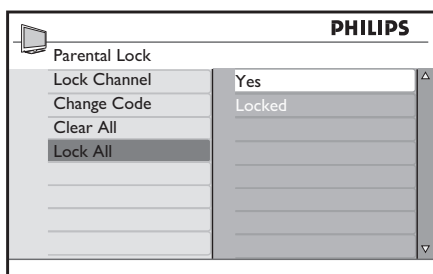 PHILIPS
Parental Lock
Lock Channel
Change Code
Clear All
Lock All
Yes
Locked